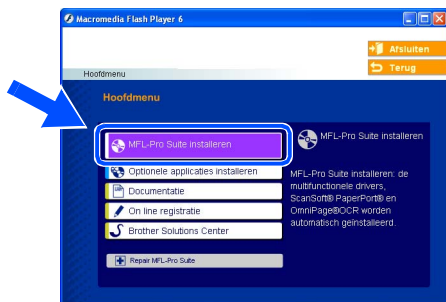 Macromedia Flash Player 6
Afsluiten
Terug
Hoofdmenu
Hoofdmenu
MFL-Pro Suite installeren
Optionele applicaties installeren
Documentatie
On line registratie
Brother Solutions Center
Repair MFL-Pro Suite
MFL-Pro Suite installeren
MFL-Pro Suite installeren: de
multifunctionele drivers,
ScanSoft® PaperPort® en
OmniPage®OCR worden
automatisch geïnstalleerd.